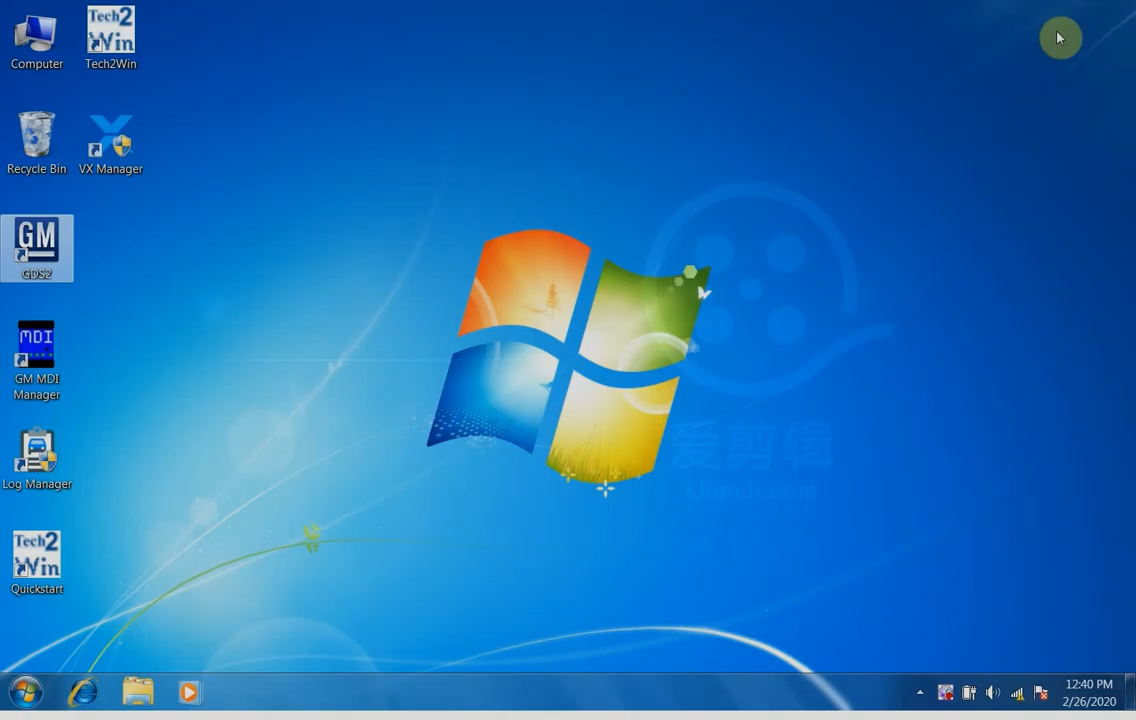 Computer
Tech2
Win
Tech2Win
Recycle Bin
VX Manager
GM
GDS2
MDI
GM MDI
Manager
Log Manager
Tech2
Win
Quickstart
爱剪辑
iJianJi.com
12:40 PM
2/26/2020